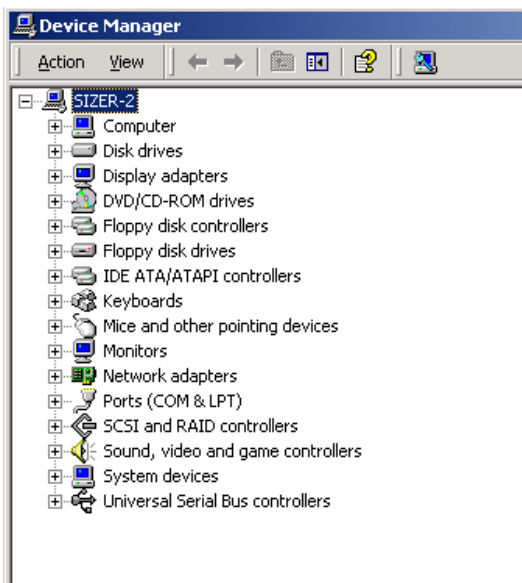 Device Manager
Action View
SIZER-2
Computer
Disk drives
Display adapters
DVD/CD-ROM drives
Floppy disk controllers
Floppy disk drives
IDE ATA/ATAPI controllers
Keyboards
Mice and other pointing devices
Monitors
Network adapters
Ports (COM & LPT)
SCSI and RAID controllers
Sound, video and game controllers
System devices
Universal Serial Bus controllers